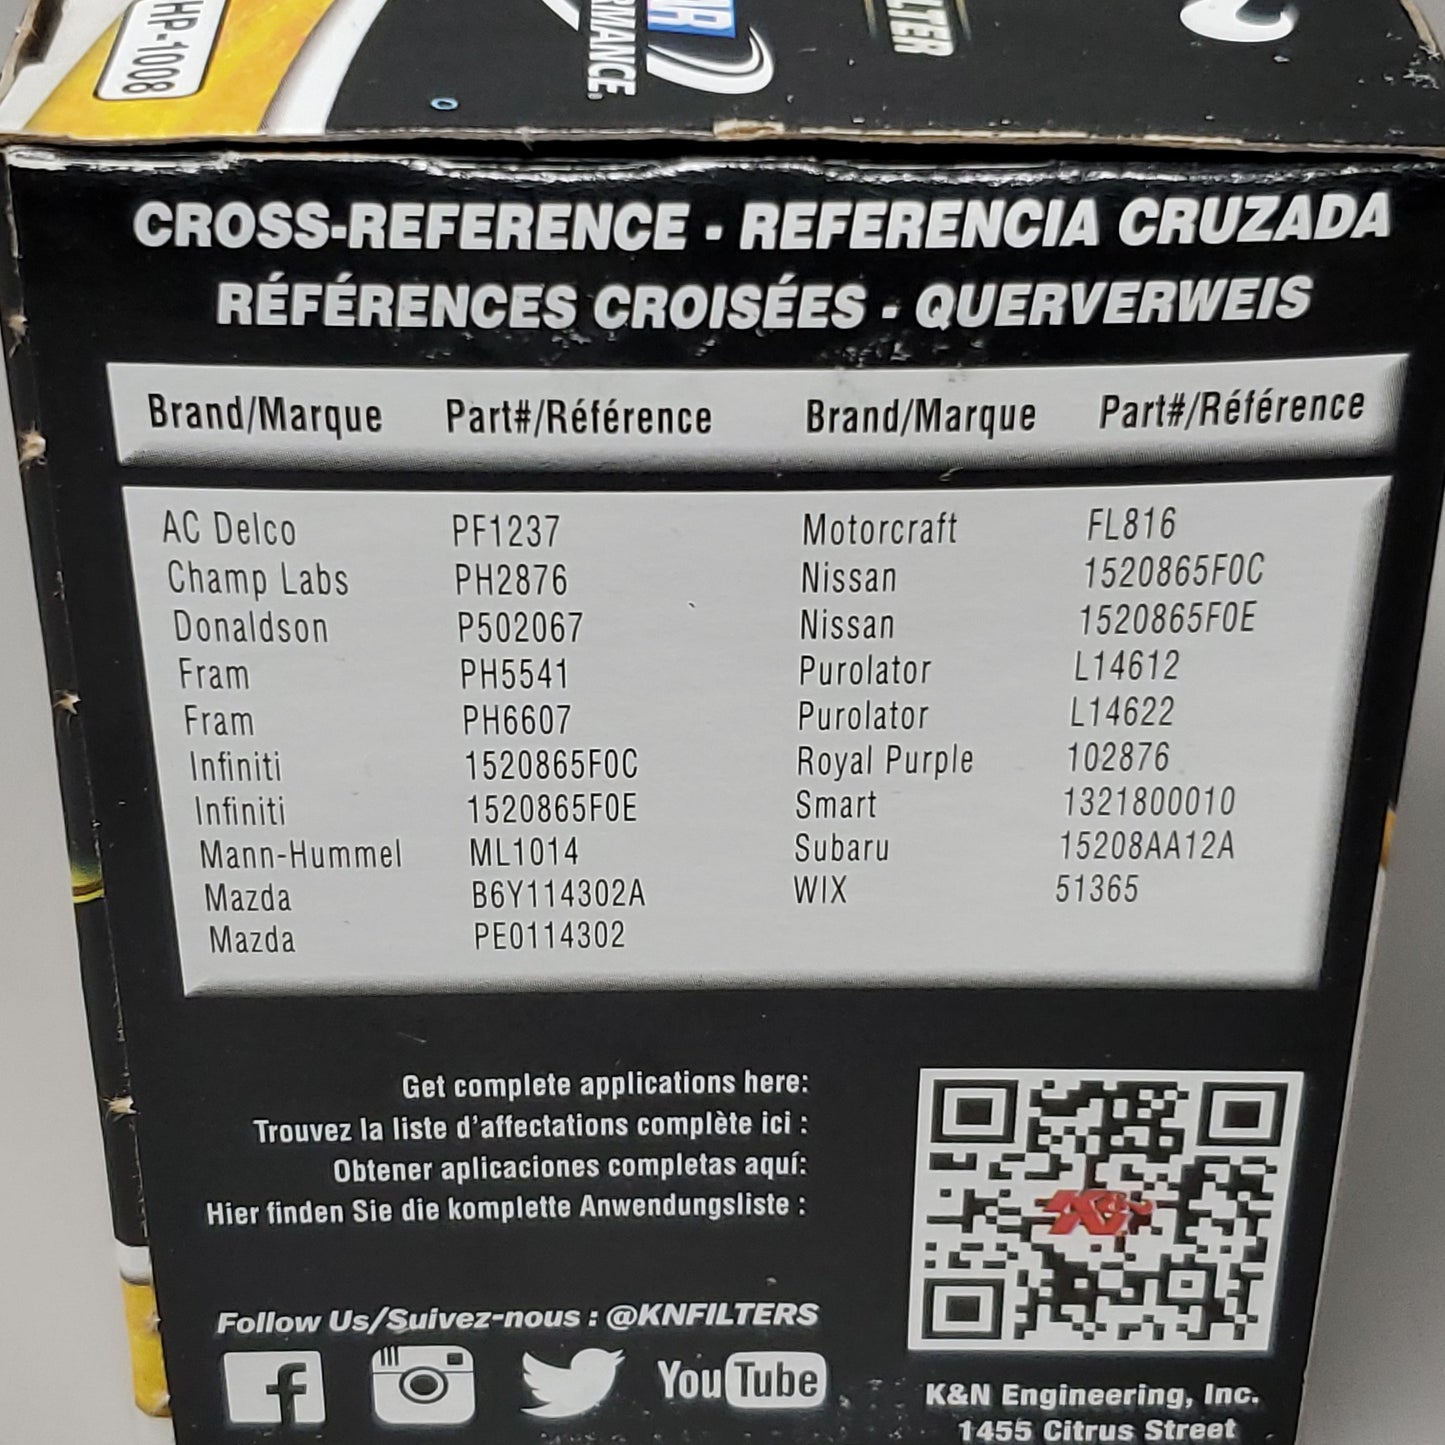 HP-1008
RMANCE.
LTER
CROSS-REFERENCE - REFERENCIA CRUZADA
RÉFÉRENCES CROISÉES - QUERVERWEIS
Brand/Marque Part#/Référence Brand/Marque Part#/Référence
AC Delco PF1237 Motorcraft FL816
Champ Labs PH2876 Nissan 1520865F0C
Donaldson P502067 Nissan 1520865F0E
Fram PH5541 Purolator L14612
Fram PH6607 Purolator L14622
Infiniti 1520865F0C Royal Purple 102876
Infiniti 1520865F0E Smart 1321800010
Mann-Hummel ML1014 Subaru 15208AA12A
Mazda B6Y114302A WIX 51365
Mazda PE0114302
Get complete applications here:
Trouvez la liste d'affectations complète ici :
Obtener aplicaciones completas aquí:
Hier finden Sie die komplette Anwendungsliste :
K&N
Follow Us/Suivez-nous : @KNFILTERS
f YouTube
K&N Engineering, Inc.
1455 Citrus Street